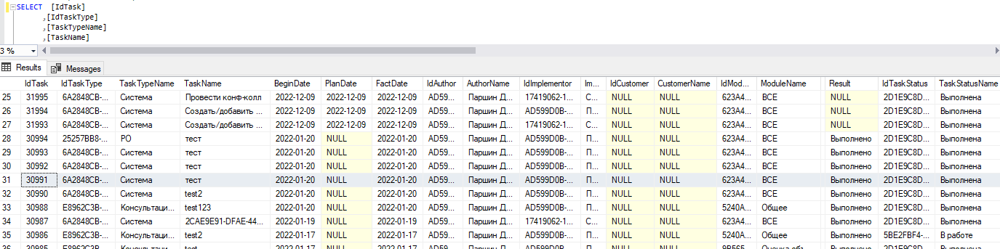 SELECT [IdTask]
,[IdTaskType]
,[TaskTypeName]
,[TaskName]
3 %
Results Messages
IdTask IdTaskType TaskTypeName TaskName BeginDate PlanDate FactDate IdAuthor AuthorName IdImplementor Im... IdCustomer CustomerName IdMod... ModuleName Result IdTaskStatus TaskStatusName
25 31995 6A2848CB-... Система Провести конф-колл 2022-12-09 2022-12-09 2022-12-09 AD59... Паршин Д... 17419062-1... С... NULL NULL 623A4... ВСЕ NULL 2D1E9C8D... Выполнена
26 31994 6A2848CB-... Система Создать/добавить ... 2022-12-09 2022-12-09 2022-12-09 AD59... Паршин Д... AD599D0B-... П... NULL NULL 623A4... ВСЕ NULL 2D1E9C8D... Выполнена
27 31993 6A2848CB-... Система Создать/добавить ... 2022-12-09 2022-12-09 2022-12-09 AD59... Паршин Д... 17419062-1... С... NULL NULL 623A4... ВСЕ NULL 2D1E9C8D... Выполнена
28 30994 25257BB8-... РО тест 2022-01-20 NULL 2022-01-20 AD59... Паршин Д... AD599D0B-... П... NULL NULL 623A4... ВСЕ Выполнено 2D1E9C8D... Выполнена
29 30993 6A2848CB-... Система тест 2022-01-20 NULL 2022-01-20 AD59... Паршин Д... AD599D0B-... П... NULL NULL 623A4... ВСЕ Выполнено 2D1E9C8D... Выполнена
30 30992 6A2848CB-... Система тест 2022-01-20 NULL 2022-01-20 AD59... Паршин Д... AD599D0B-... П... NULL NULL 623A4... ВСЕ Выполнено 2D1E9C8D... Выполнена
31 30991 6A2848CB-... Система тест 2022-01-20 NULL 2022-01-20 AD59... Паршин Д... AD599D0B-... П... NULL NULL 623A4... ВСЕ Выполнено 2D1E9C8D... Выполнена
32 30990 6A2848CB-... Система test2 2022-01-20 NULL 2022-01-20 AD59... Паршин Д... AD599D0B-... П... NULL NULL 623A4... ВСЕ Выполнено 2D1E9C8D... Выполнена
33 30988 E8962C3B-... Консультаци... test123 2022-01-20 NULL 2022-01-20 AD59... Паршин Д... AD599D0B-... П... NULL NULL 5240A... Общее Выполнено 2D1E9C8D... Выполнена
34 30987 6A2848CB-... Система 2CAE9E91-DFAE-44... 2022-01-19 NULL 2022-01-20 AD59... Паршин Д... 17419062-1... С... NULL NULL 623A4... ВСЕ Выполнено 2D1E9C8D... Выполнена
35 30986 E8962C3B-... Консультаци... test2 2022-01-17 NULL 2022-01-20 AD59... Паршин Д... AD599D0B-... П... NULL NULL 5240A... Общее Выполнено 5BE2FBF4-... В работе
36 30985 E8962C3B-... Консультаци... test 2022-01-17 NULL 2022-01-20 AD59... Паршин Д... AD599D0B-... П... NULL NULL 9B565... Выполнено 2D1E9C8D... Выполнена